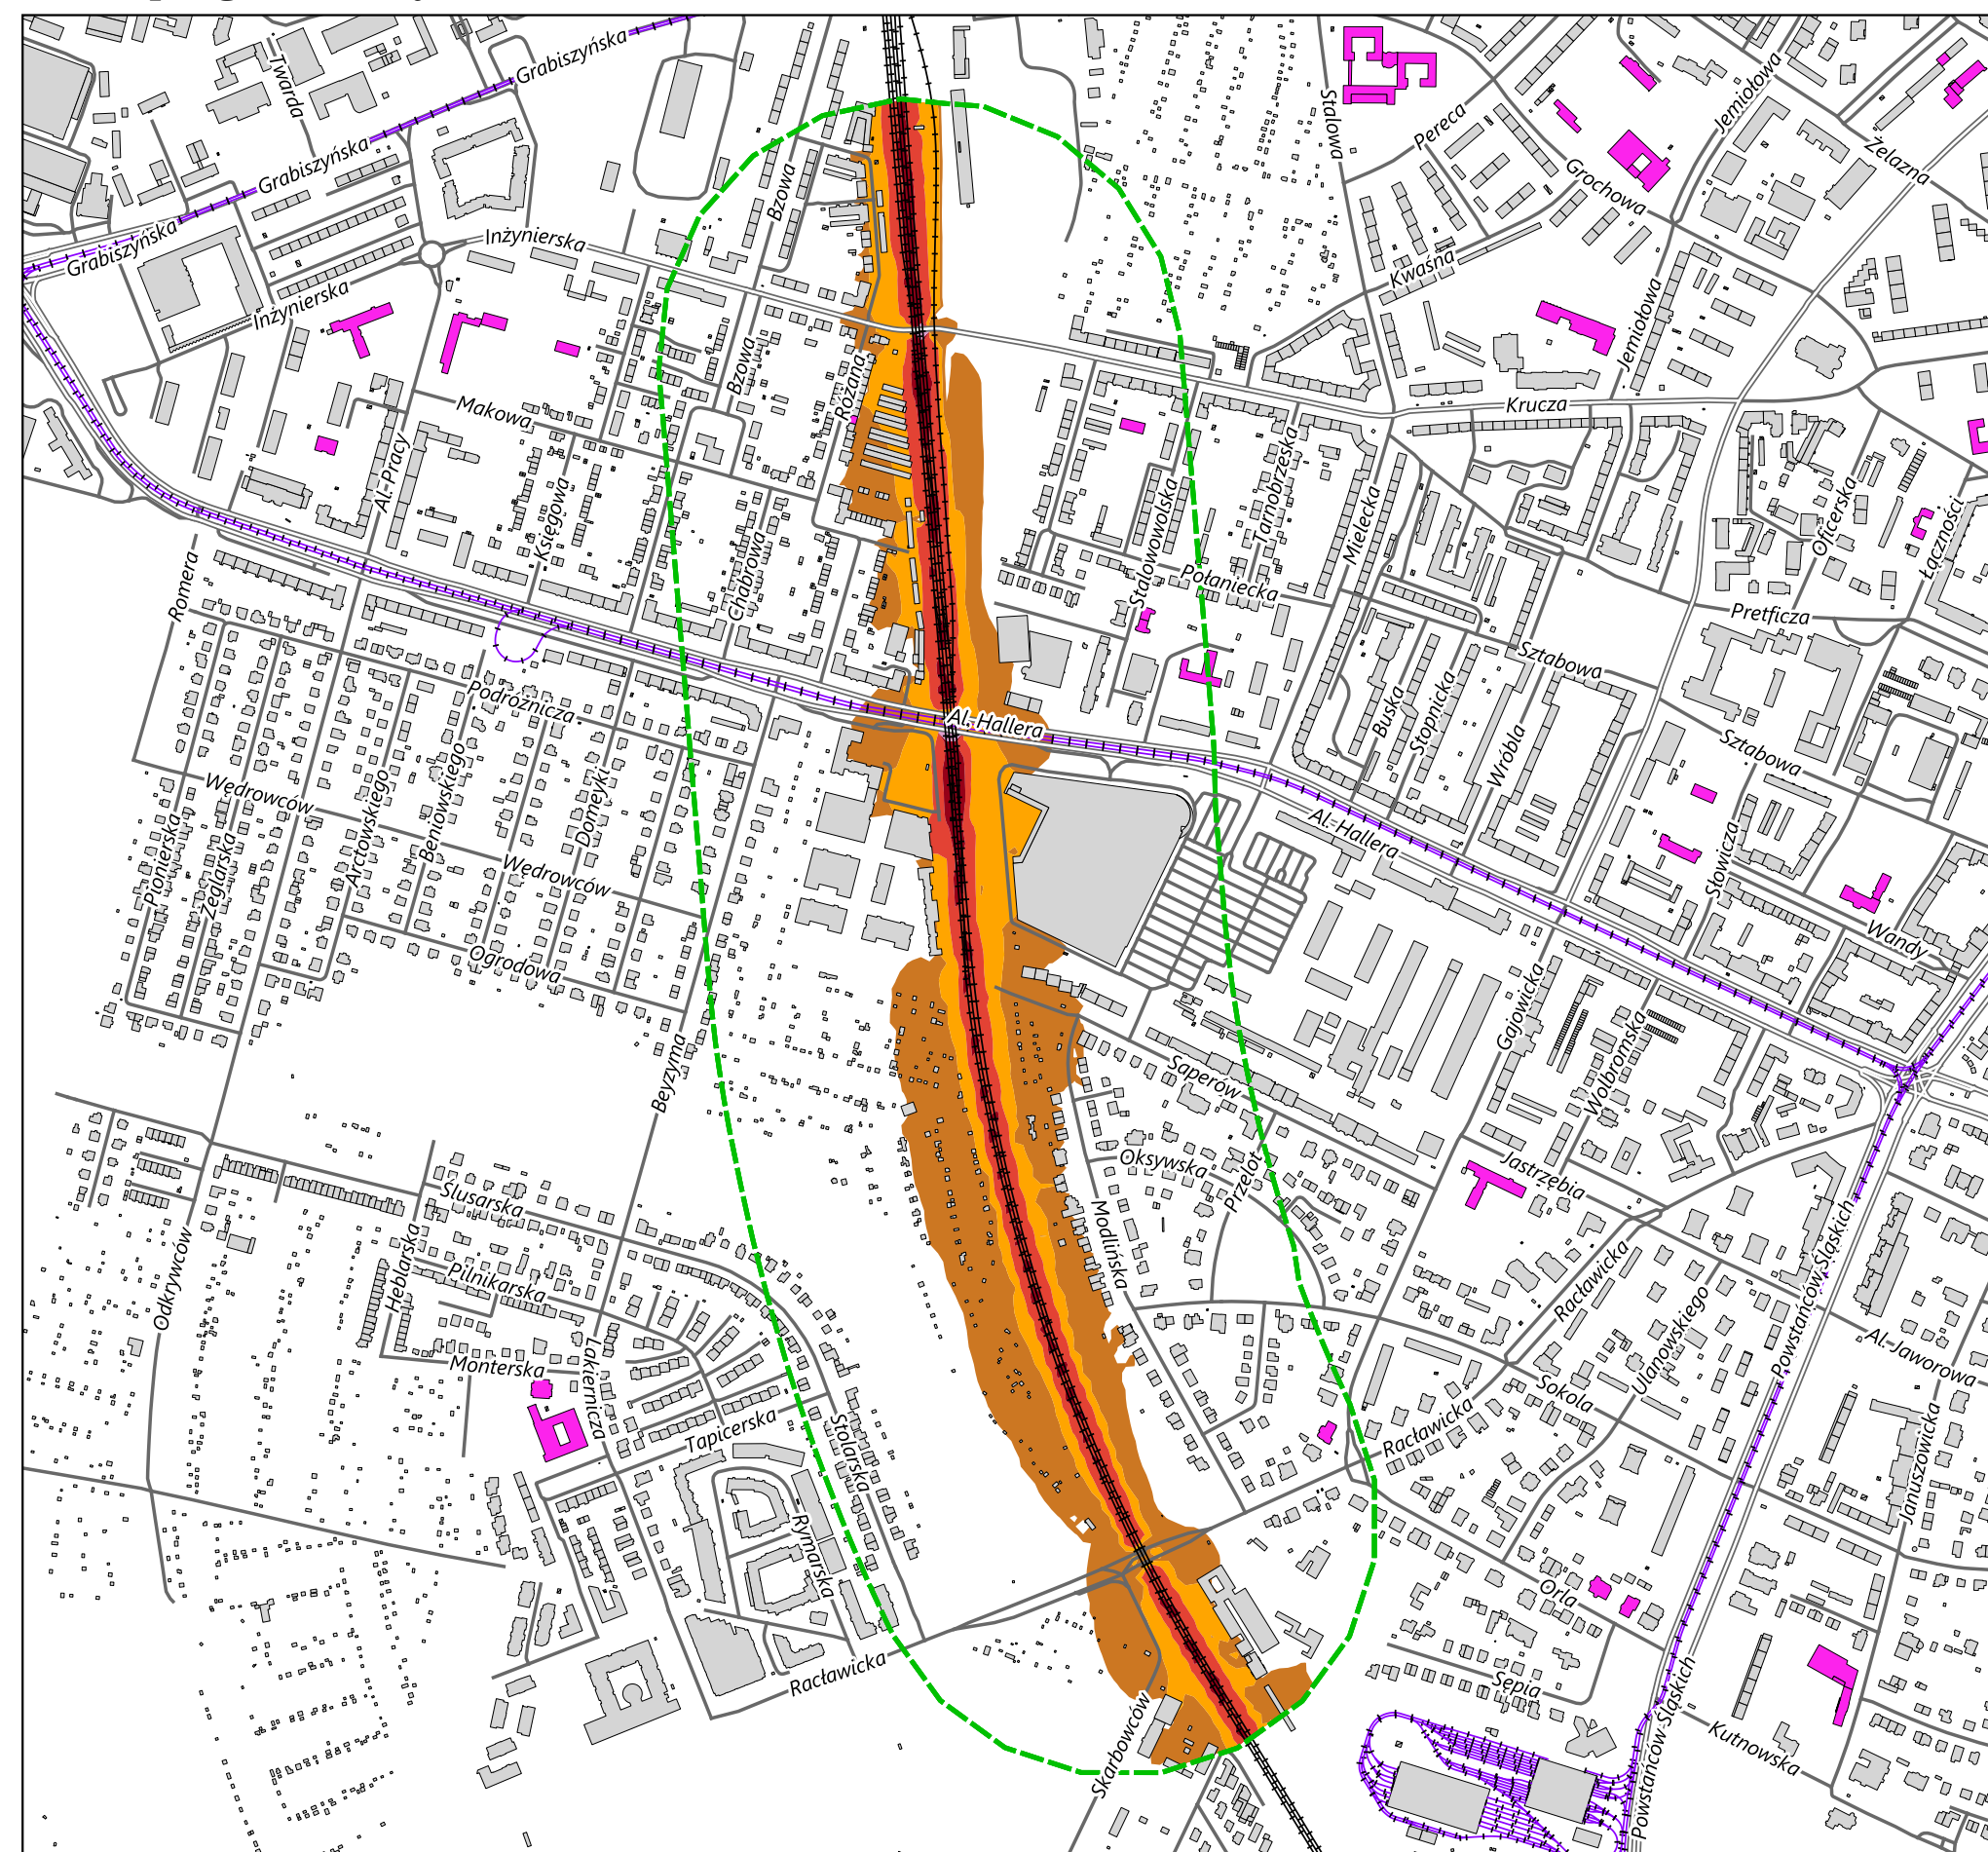 Grabiszyńska
Twarda
Jemiołowa
Stalowa
Pereca
Grabiszyńska
Żelazna
Grochowa
Bzowa
Grabiszyńska
Inżynierska
Kwaśna
Inżynierska
Jemiołowa
Bzowa
Różana
Makowa
Krucza
Al. Pracy
Tarnobrzeska
Księgowa
Stalowowolska
Mielecka
Oficerska
Łączności
Romera
Chabrowa
Połaniecka
Pretficza
Sztabowa
Podróżnicza
Buska
Stopnicka
Al. Hallera
Wróbla
Sztabowa
Wędrowców
Beniowskiego
Domeyki
Arctowskiego
Pionierska
Żeglarska
Al. Hallera
Słowicza
Wędrowców
Wandy
Ogrodowa
Gajowicka
Beyzyma
Saperów
Wolbromska
Oksywska
Przelot
Jastrzębia
Ślusarska
Modlińska
Odkrywców
Heblarska
Pilnikarska
Racławicka
Powstańców Śląskich
Ulanowskiego
Al. Jaworowa
Monterska
Lakiernicza
Sokola
Tapicerska
Stolarska
Racławicka
Januszowicka
Rymarska
Orla
Racławicka
Sępia
Skarbowców
Powstańców Śląskich
Kutnowska